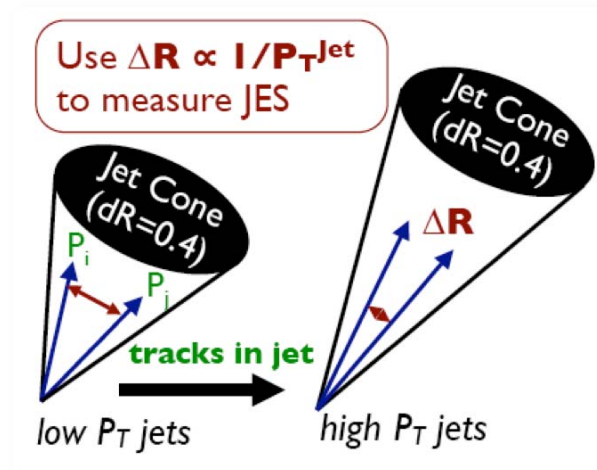 Use ΔR ∝ 1/P_T^Jet
to measure JES
Jet Cone
(dR=0.4)
P_i
P_j
Jet Cone
(dR=0.4)
ΔR
tracks in jet
low P_T jets
high P_T jets